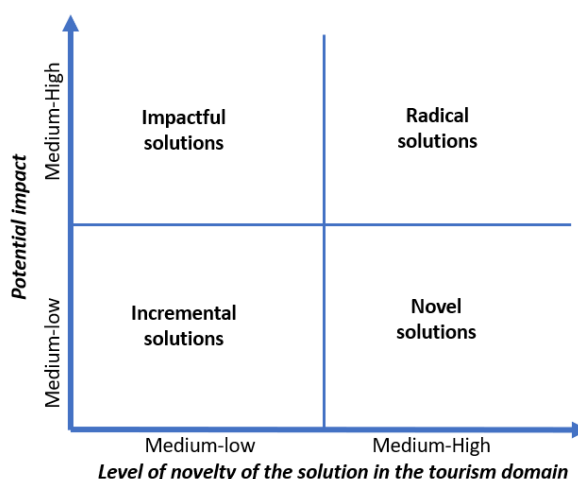 Potential impact
Medium-High
Medium-low
Impactful
solutions
Radical
solutions
Incremental
solutions
Novel
solutions
Medium-low
Medium-High
Level of novelty of the solution in the tourism domain